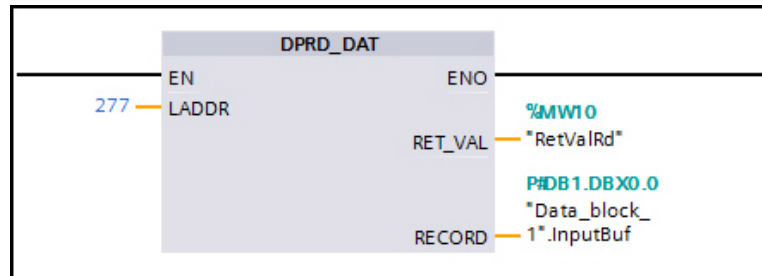 DPRD_DAT
EN ENO
277 LADDR
%MW10
RET_VAL "RetValRd"
P#DB1.DBX0.0
"Data_block_
RECORD 1".InputBuf